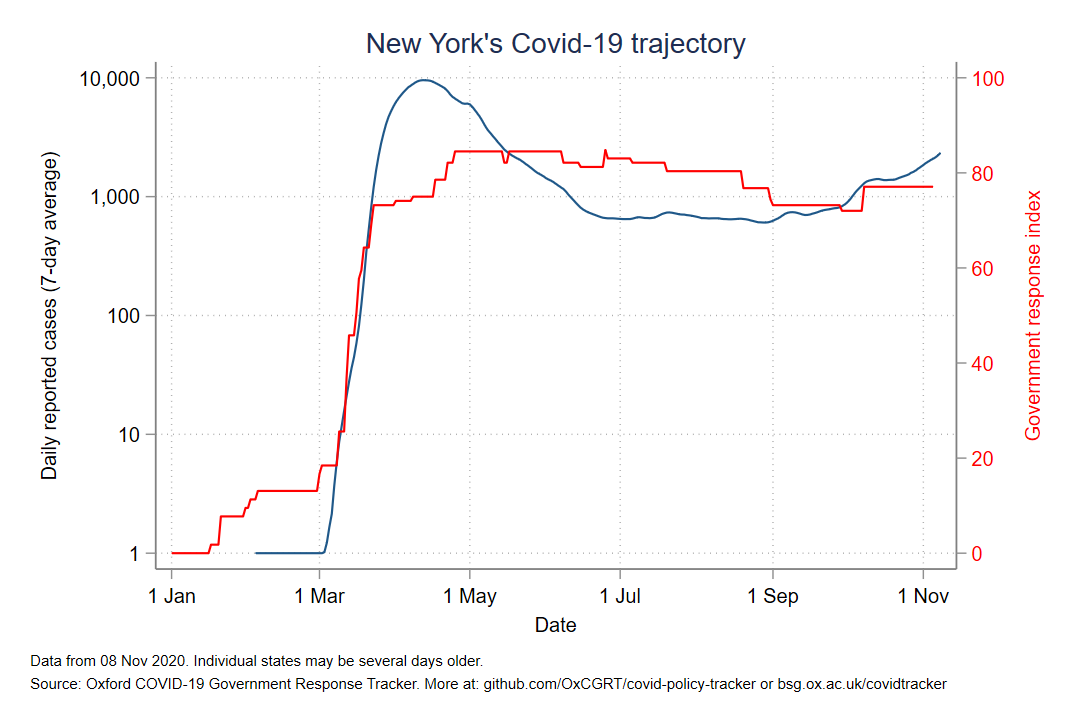 New York's Covid-19 trajectory
10,000
1,000
100
10
1
Daily reported cases (7-day average)
100
80
60
40
20
0
Government response index
1 Jan
1 Mar
1 May
1 Jul
1 Sep
1 Nov
Date
Data from 08 Nov 2020. Individual states may be several days older.
Source: Oxford COVID-19 Government Response Tracker. More at: github.com/OxCGRT/covid-policy-tracker or bsg.ox.ac.uk/covidtracker